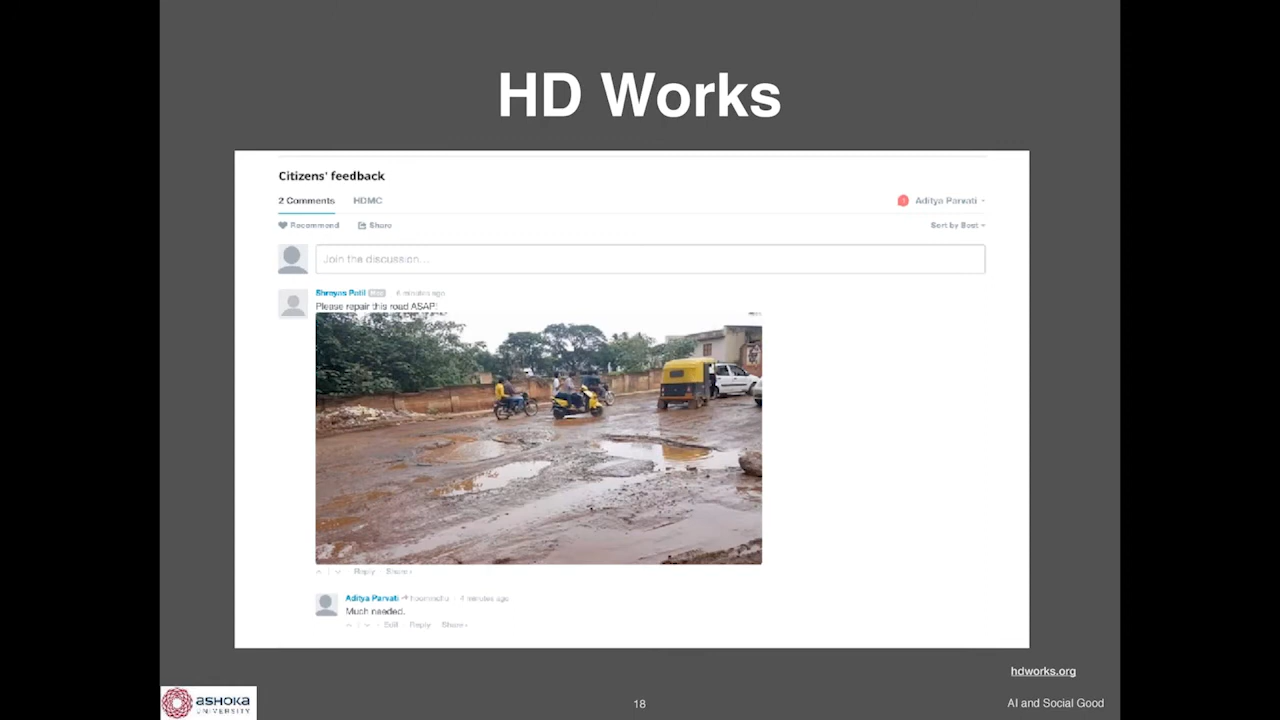 HD Works
Citizens' feedback
2 Comments HDMC Aditya Parvati
Recommend Share Sort by Best
Join the discussion...
Shreyas Patil Mod 6 minutes ago
Please repair this road ASAP!
Reply Share ›
Aditya Parvati 4 minutes ago
Much needed.
Edit Reply Share ›
hdworks.org
ASHOKA
UNIVERSITY
18
AI and Social Good